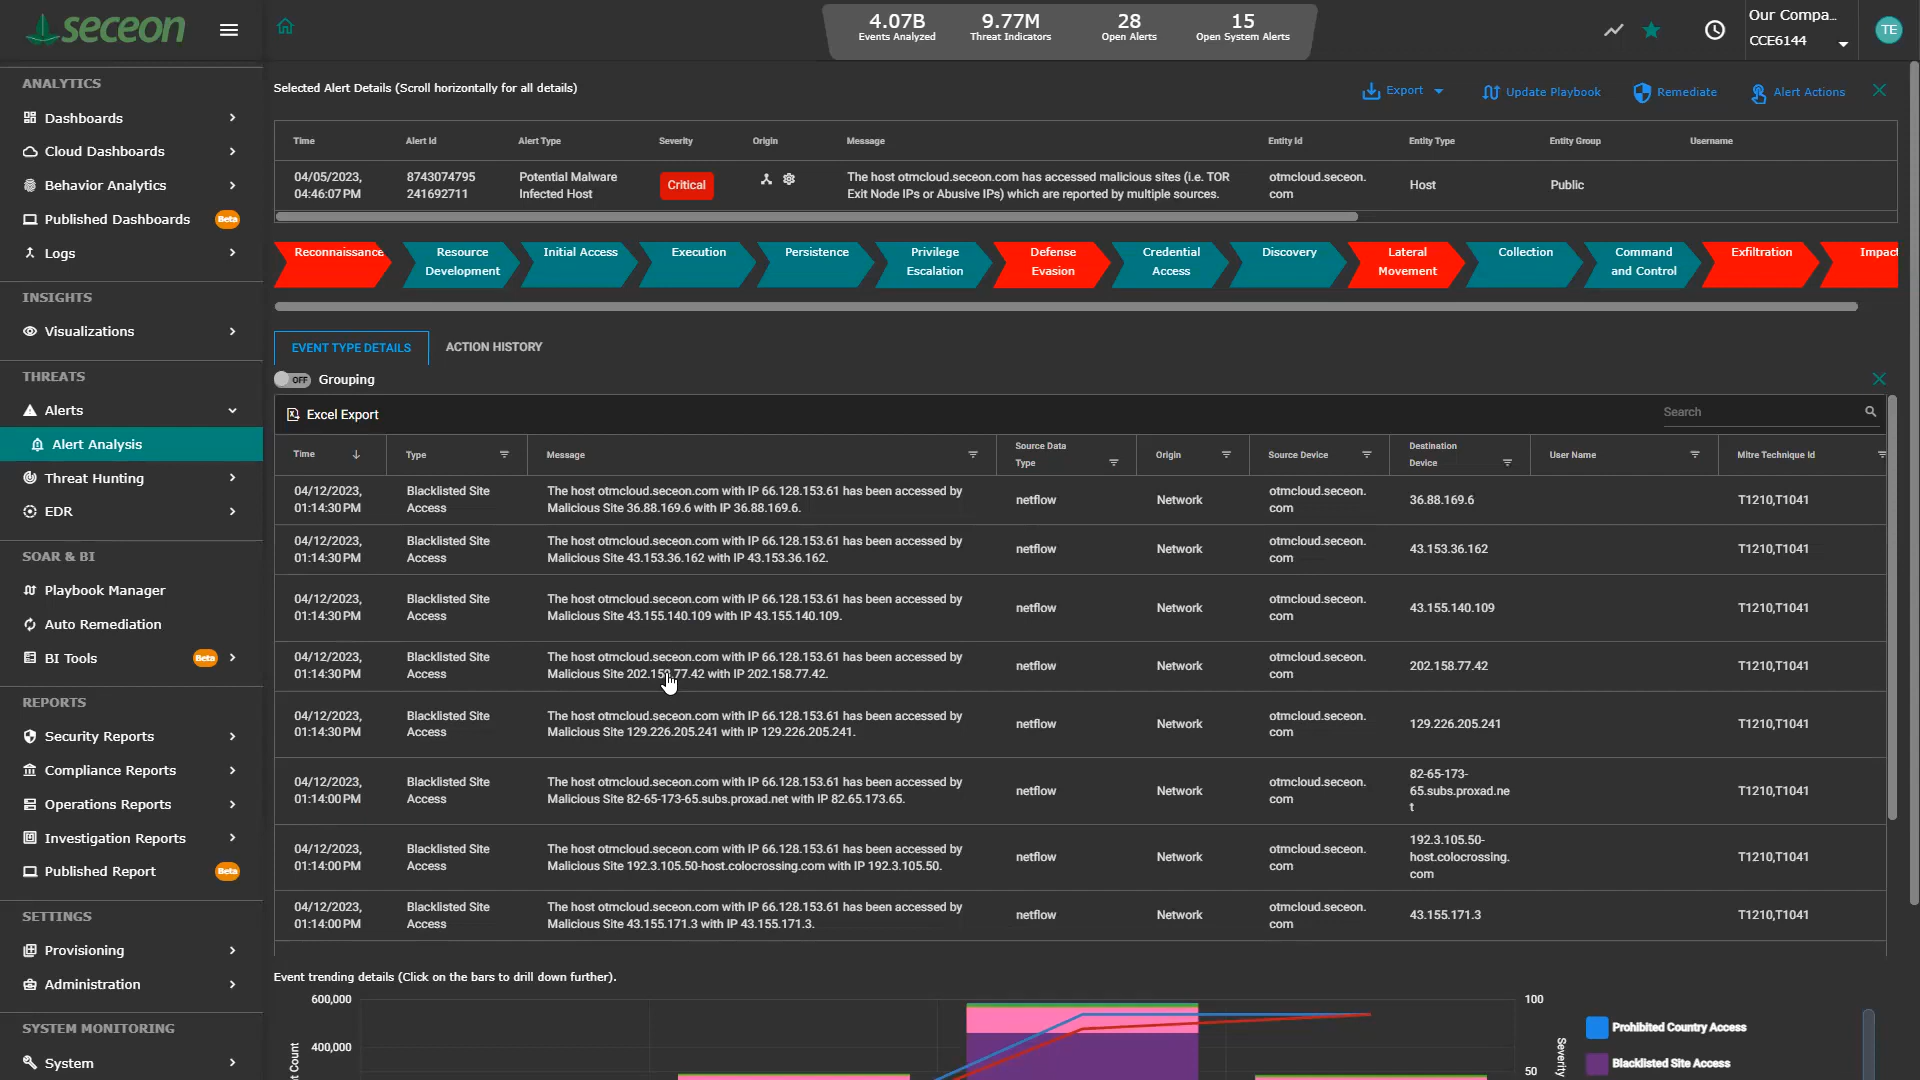 seceon
4.07B
Events Analyzed
9.77M
Threat Indicators
28
Open Alerts
15
Open System Alerts
Our Compa...
CCE6144
TE
ANALYTICS
Dashboards
Cloud Dashboards
Behavior Analytics
Published Dashboards Beta
Logs
INSIGHTS
Visualizations
THREATS
Alerts
Alert Analysis
Threat Hunting
EDR
SOAR & BI
Playbook Manager
Auto Remediation
BI Tools Beta
REPORTS
Security Reports
Compliance Reports
Operations Reports
Investigation Reports
Published Report Beta
SETTINGS
Provisioning
Administration
SYSTEM MONITORING
System
Selected Alert Details (Scroll horizontally for all details)
Export Update Playbook Remediate Alert Actions
Time Alert Id Alert Type Severity Origin Message Entity Id Entity Type Entity Group Username
04/05/2023, 8743074795 Potential Malware The host otmcloud.seceon.com has accessed malicious sites (i.e. TOR otmcloud.seceon.
Critical Host Public
04:46:07 PM 241692711 Infected Host Exit Node IPs or Abusive IPs) which are reported by multiple sources. com
Reconnaissance
Resource
Development
Initial Access
Execution
Persistence
Privilege
Escalation
Defense
Evasion
Credential
Access
Discovery
Lateral
Movement
Collection
Command
and Control
Exfiltration
Impact
EVENT TYPE DETAILS ACTION HISTORY
OFF Grouping
Excel Export Search
Time Type Message Source Data Type Origin Source Device Destination Device User Name Mitre Technique Id
04/12/2023, Blacklisted Site The host otmcloud.seceon.com with IP 66.128.153.61 has been accessed by otmcloud.seceon.
netflow Network 36.88.169.6 T1210,T1041
01:14:30 PM Access Malicious Site 36.88.169.6 with IP 36.88.169.6. com
04/12/2023, Blacklisted Site The host otmcloud.seceon.com with IP 66.128.153.61 has been accessed by otmcloud.seceon.
netflow Network 43.153.36.162 T1210,T1041
01:14:30 PM Access Malicious Site 43.153.36.162 with IP 43.153.36.162. com
04/12/2023, Blacklisted Site The host otmcloud.seceon.com with IP 66.128.153.61 has been accessed by otmcloud.seceon.
netflow Network 43.155.140.109 T1210,T1041
01:14:30 PM Access Malicious Site 43.155.140.109 with IP 43.155.140.109. com
04/12/2023, Blacklisted Site The host otmcloud.seceon.com with IP 66.128.153.61 has been accessed by otmcloud.seceon.
netflow Network 202.158.77.42 T1210,T1041
01:14:30 PM Access Malicious Site 202.158.77.42 with IP 202.158.77.42. com
04/12/2023, Blacklisted Site The host otmcloud.seceon.com with IP 66.128.153.61 has been accessed by otmcloud.seceon.
netflow Network 129.226.205.241 T1210,T1041
01:14:30 PM Access Malicious Site 129.226.205.241 with IP 129.226.205.241. com
04/12/2023, Blacklisted Site The host otmcloud.seceon.com with IP 66.128.153.61 has been accessed by otmcloud.seceon. 82-65-173-
netflow Network 65.subs.proxad.ne T1210,T1041
01:14:00 PM Access Malicious Site 82-65-173-65.subs.proxad.net with IP 82.65.173.65. com t
04/12/2023, Blacklisted Site The host otmcloud.seceon.com with IP 66.128.153.61 has been accessed by otmcloud.seceon. 192.3.105.50-
netflow Network host.colocrossing. T1210,T1041
01:14:00 PM Access Malicious Site 192.3.105.50-host.colocrossing.com with IP 192.3.105.50. com com
04/12/2023, Blacklisted Site The host otmcloud.seceon.com with IP 66.128.153.61 has been accessed by otmcloud.seceon.
netflow Network 43.155.171.3 T1210,T1041
01:14:00 PM Access Malicious Site 43.155.171.3 with IP 43.155.171.3. com
Event trending details (Click on the bars to drill down further).
600,000
400,000
Count
100
50
Severity
Prohibited Country Access
Blacklisted Site Access